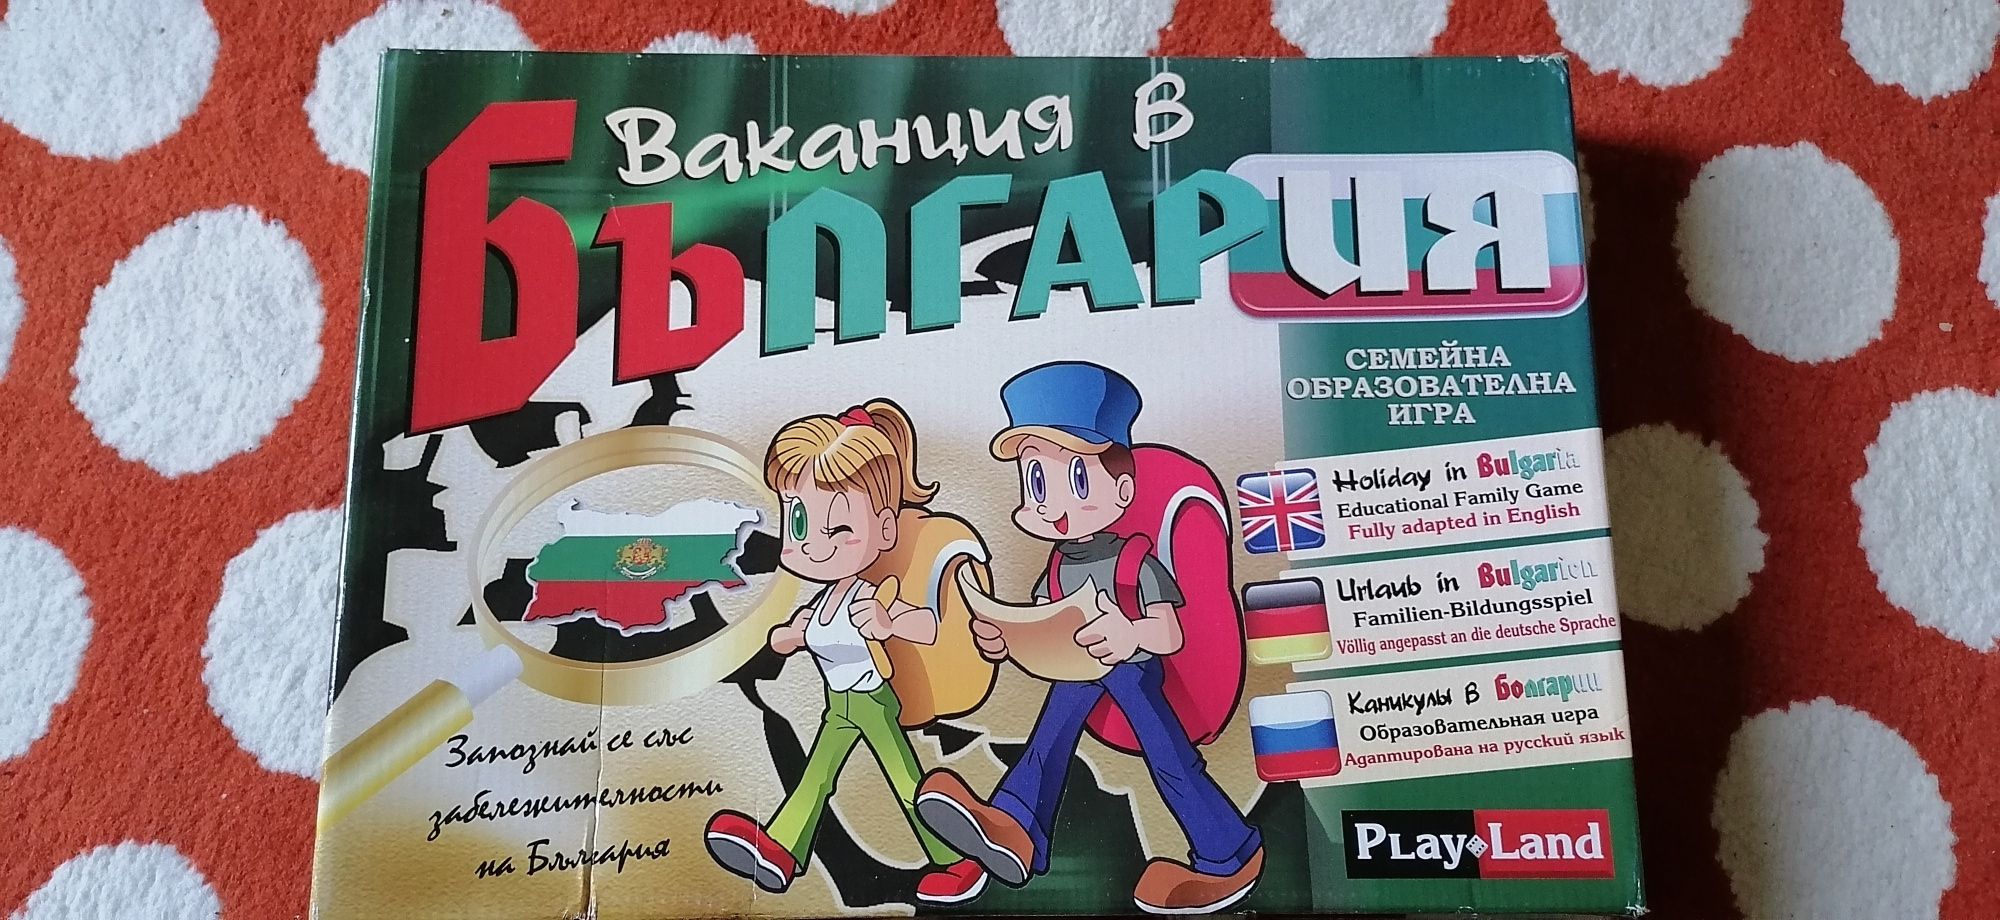 Ваканция в
България
СЕМЕЙНА
ОБРАЗОВАТЕЛНА
ИГРА
Holiday in Bulgaria
Educational Family Game
Fully adapted in English
Urlaub in Bulgarien
Familien-Bildungsspiel
Völlig angepasst an die deutsche Sprache
Каникулы в Болгарии
Образовательная игра
Адаптирована на русский язык
Запознай се със
забележителности
на България
PLay Land